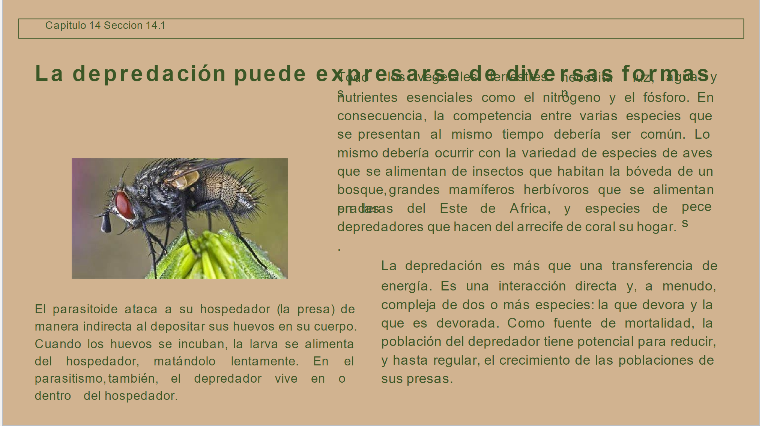 Capitulo 14 Seccion 14.1
La depredación puede expresarse de diversas formas
Todos los vegetales terrestres necesitan luz, agua y
nutrientes esenciales como el nitrógeno y el fósforo. En
consecuencia, la competencia entre varias especies que
se presentan al mismo tiempo debería ser común. Lo
mismo debería ocurrir con la variedad de especies de aves
que se alimentan de insectos que habitan la bóveda de un
bosque, grandes mamíferos herbívoros que se alimentan
en las praderas del Este de Africa, y especies de peces
depredadores que hacen del arrecife de coral su hogar.
.
La depredación es más que una transferencia de
energía. Es una interacción directa y, a menudo,
compleja de dos o más especies: la que devora y la
que es devorada. Como fuente de mortalidad, la
población del depredador tiene potencial para reducir,
y hasta regular, el crecimiento de las poblaciones de
sus presas.
El parasitoide ataca a su hospedador (la presa) de
manera indirecta al depositar sus huevos en su cuerpo.
Cuando los huevos se incuban, la larva se alimenta
del hospedador, matándolo lentamente. En el
parasitismo, también, el depredador vive en o
dentro del hospedador.